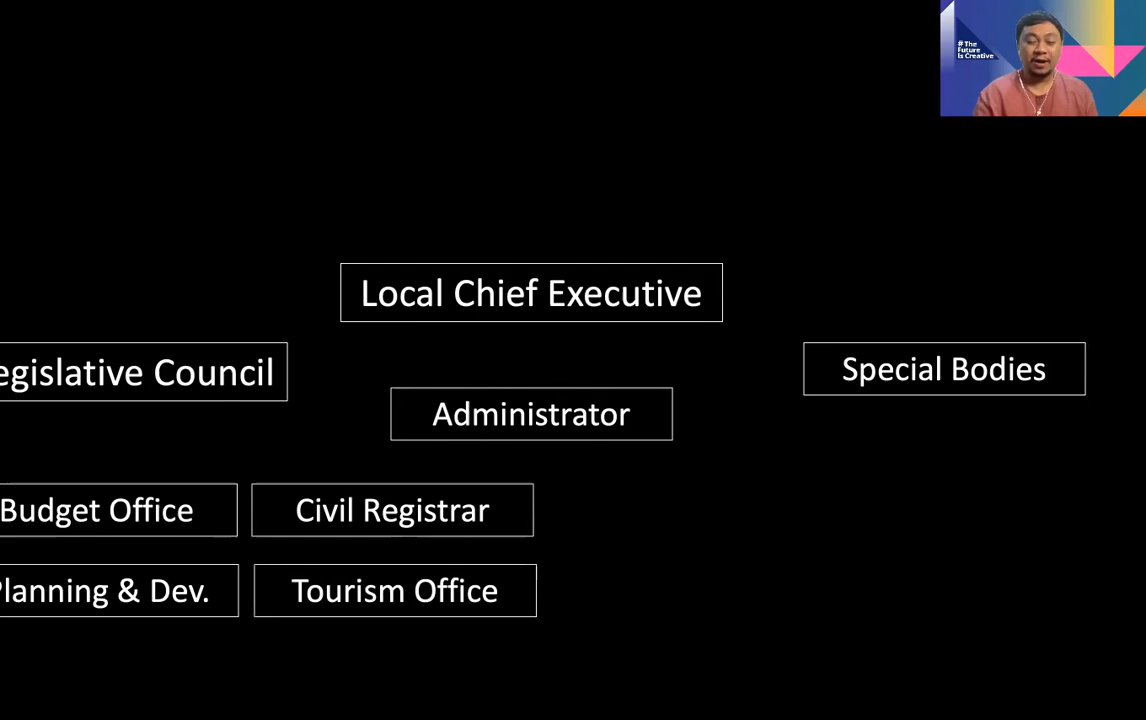 # The
Future
Is Creative
Local Chief Executive
egislative Council
Special Bodies
Administrator
Budget Office
Civil Registrar
Planning & Dev.
Tourism Office